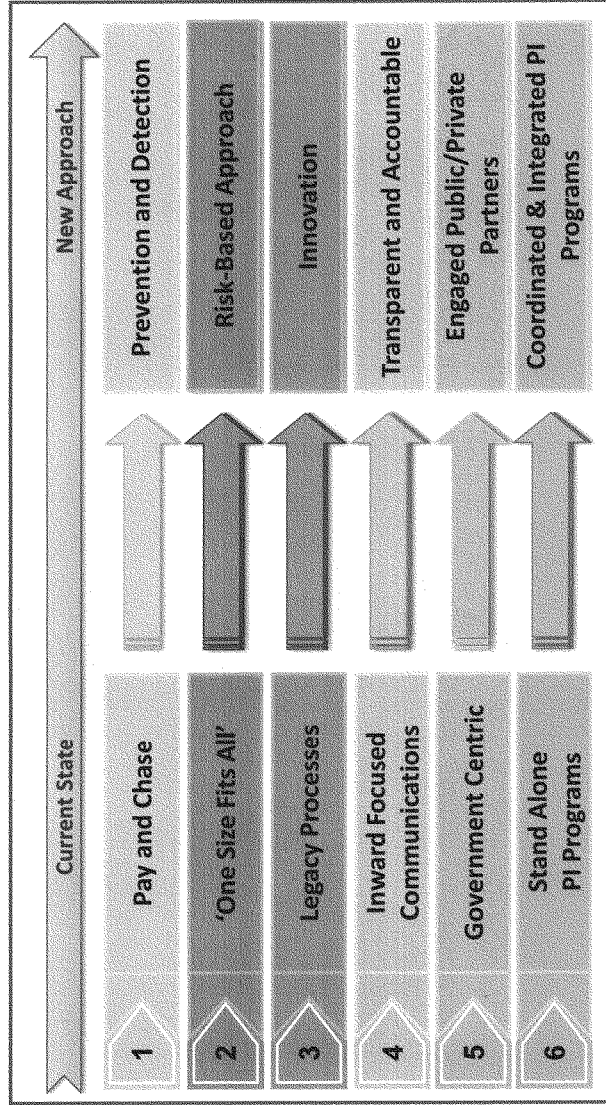 Current State
New Approach
1
Pay and Chase
Prevention and Detection
2
'One Size Fits All'
Risk-Based Approach
3
Legacy Processes
Innovation
4
Inward Focused
Communications
Transparent and Accountable
5
Government Centric
Engaged Public/Private
Partners
6
Stand Alone
PI Programs
Coordinated & Integrated PI
Programs